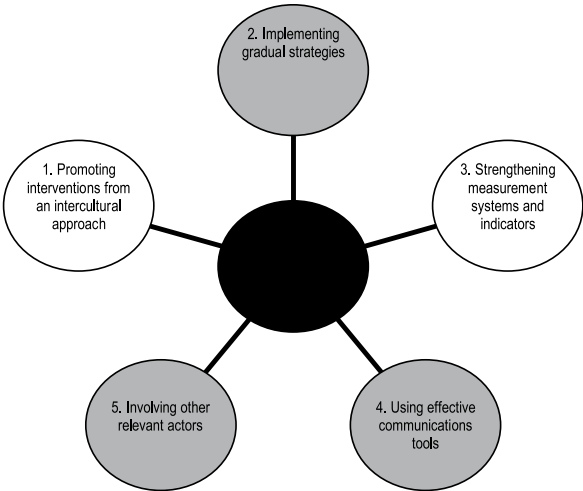 1. Promoting
interventions from
an intercultural
approach
2. Implementing
gradual strategies
3. Strengthening
measurement
systems and
indicators
4. Using effective
communications
tools
5. Involving other
relevant actors